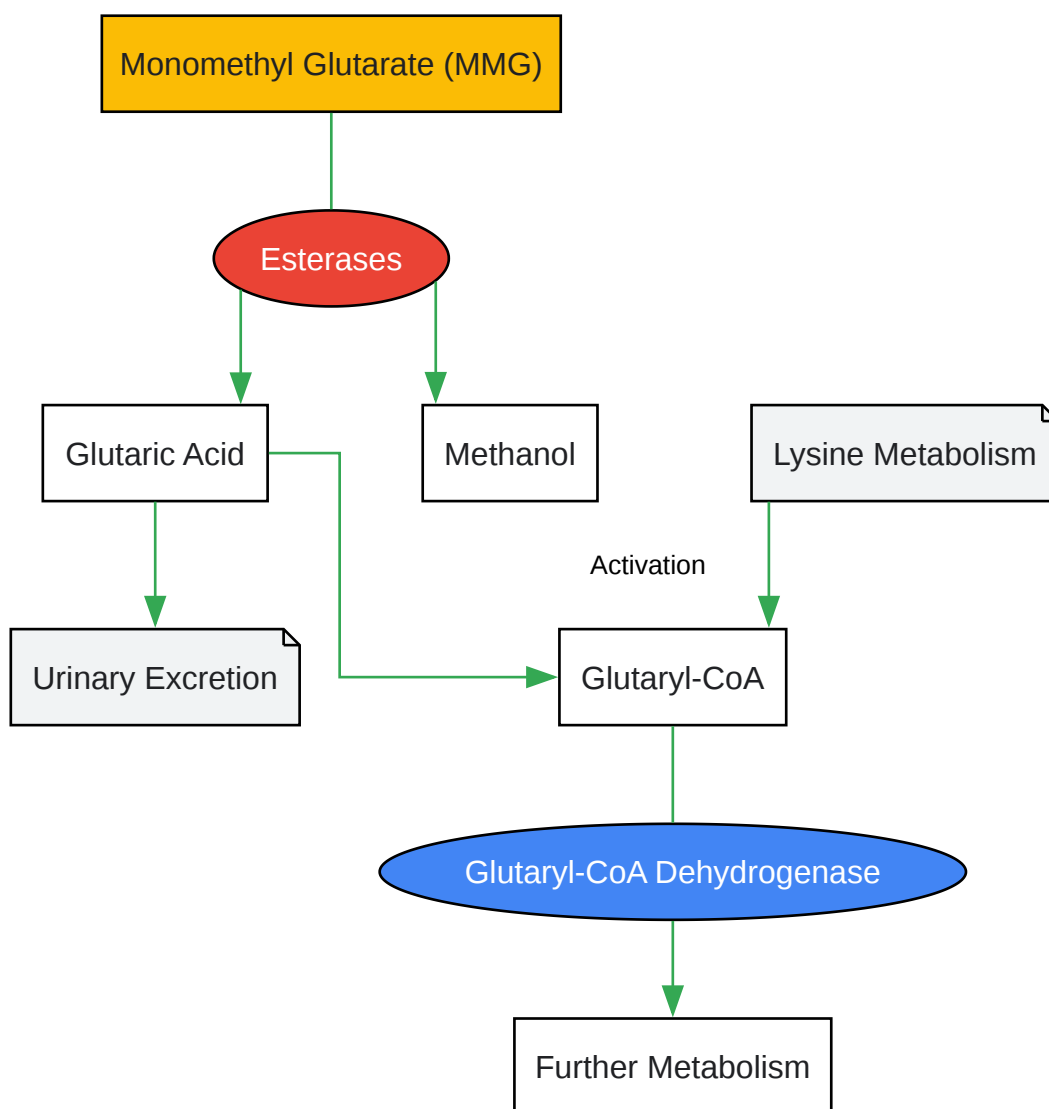 Monomethyl Glutarate (MMG)
Esterases
Glutaric Acid
Methanol
Lysine Metabolism
Activation
Urinary Excretion
Glutaryl-CoA
Glutaryl-CoA Dehydrogenase
Further Metabolism